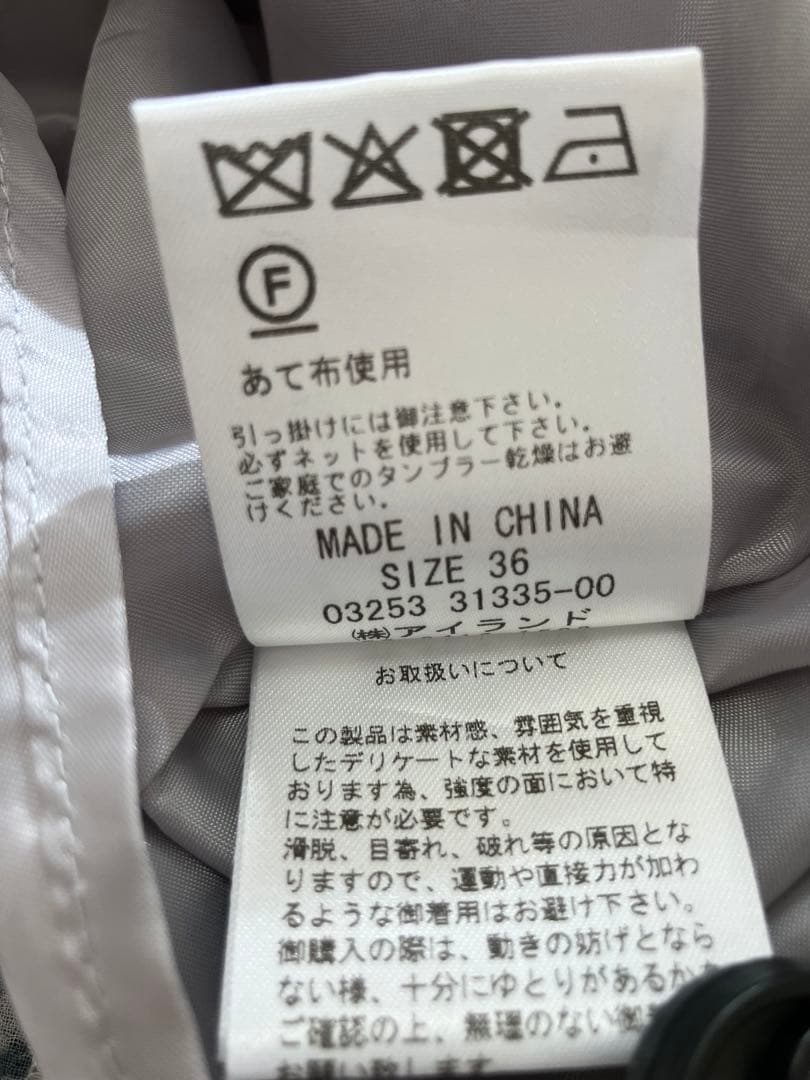 F
あて布使用
引っ掛けには御注意下さい。
必ずネットを使用して下さい。
ご家庭でのタンブラー乾燥はお避
けください。
MADE IN CHINA
SIZE 36
03253 31335-00
㈱アイランド
お取扱いについて
この製品は素材感、雰囲気を重視
したデリケートな素材を使用して
おります為、強度の面において特
に注意が必要です。
滑脱、目寄れ、破れ等の原因とな
りますので、運動や直接力が加わ
るような御着用はお避け下さい。
御購入の際は、動きの妨げとなら
ない様、十分にゆとりがあるか
ご確認の上、無理のない御
お願い致します